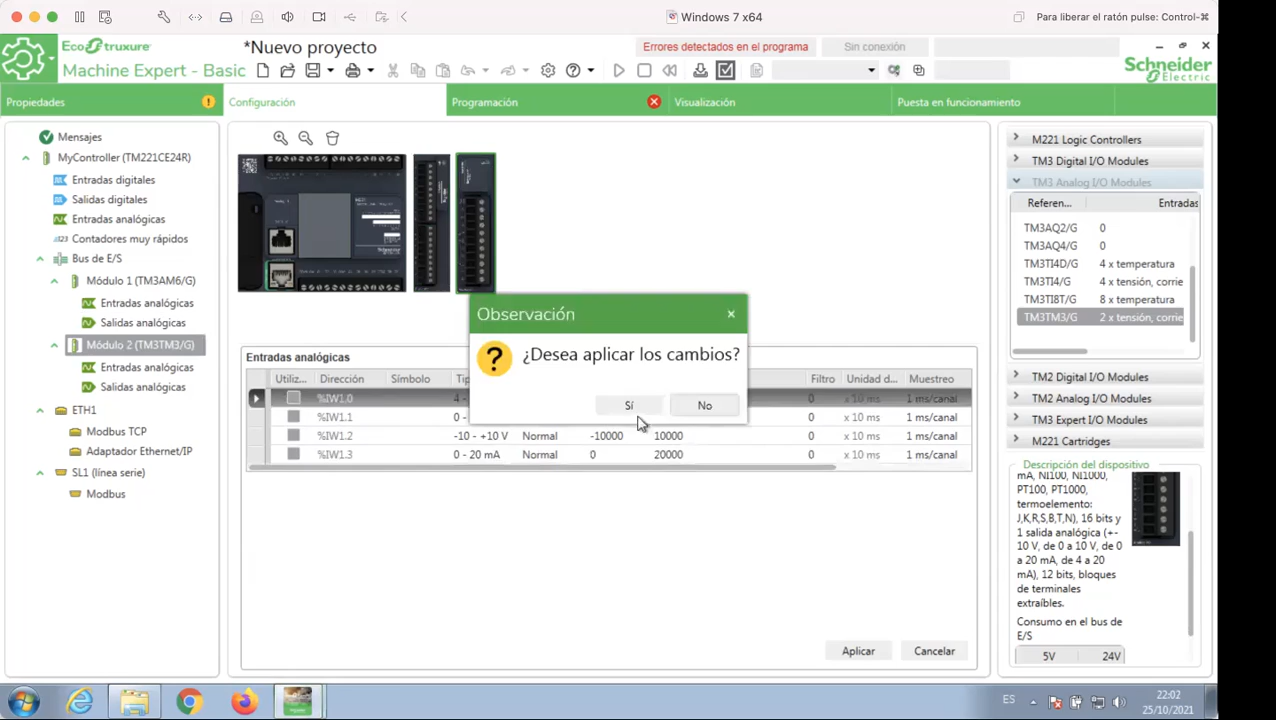 Windows 7 x64
Para liberar el ratón pulse: Control-⌘
EcoStruxure
Machine Expert - Basic
*Nuevo proyecto
Errores detectados en el programa
Sin conexión
Schneider
Electric
Propiedades
Configuración
Programación
Visualización
Puesta en funcionamiento
Mensajes
MyController (TM221CE24R)
Entradas digitales
Salidas digitales
Entradas analógicas
Contadores muy rápidos
Bus de E/S
Módulo 1 (TM3AM6/G)
Entradas analógicas
Salidas analógicas
Módulo 2 (TM3TM3/G)
Entradas analógicas
Salidas analógicas
ETH1
Modbus TCP
Adaptador Ethernet/IP
SL1 (línea serie)
Modbus
Observación
¿Desea aplicar los cambios?
Sí No
Entradas analógicas
Utiliz... Dirección Símbolo Tip Filtro Unidad d... Muestreo
%IW1.0 4 - 0 x 10 ms 1 ms/canal
%IW1.1 0 - 0 x 10 ms 1 ms/canal
%IW1.2 -10 - +10 V Normal -10000 10000 0 x 10 ms 1 ms/canal
%IW1.3 0 - 20 mA Normal 0 20000 0 x 10 ms 1 ms/canal
Aplicar Cancelar
M221 Logic Controllers
TM3 Digital I/O Modules
TM3 Analog I/O Modules
Referen... Entradas
TM3AQ2/G 0
TM3AQ4/G 0
TM3TI4D/G 4 x temperatura
TM3TI4/G 4 x tensión, corrie
TM3TI8T/G 8 x temperatura
TM3TM3/G 2 x tensión, corrie
TM2 Digital I/O Modules
TM2 Analog I/O Modules
TM3 Expert I/O Modules
M221 Cartridges
Descripción del dispositivo
mA, NI100, NI1000,
PT100, PT1000,
termoelemento:
J,K,R,S,B,T,N), 16 bits y
1 salida analógica (+-
10 V, de 0 a 10 V, de 0
a 20 mA, de 4 a 20
mA), 12 bits, bloques
de terminales
extraíbles.
Consumo en el bus de
E/S
5V 24V
ES
22:02
25/10/2021